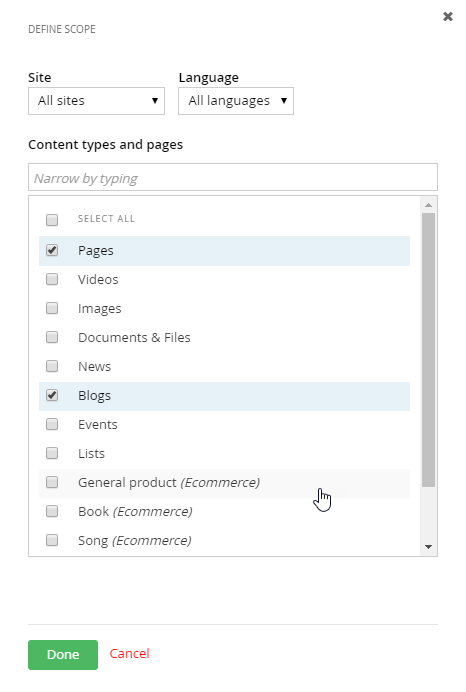 DEFINE SCOPE
Site Language
All sites All languages
Content types and pages
Narrow by typing
SELECT ALL
Pages
Videos
Images
Documents & Files
News
Blogs
Events
Lists
General product (Ecommerce)
Book (Ecommerce)
Song (Ecommerce)
Done Cancel